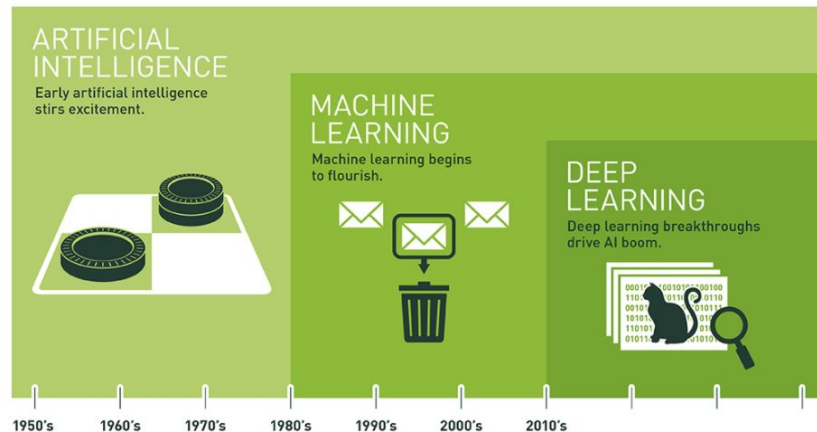 ARTIFICIAL
INTELLIGENCE
Early artificial intelligence
stirs excitement.
MACHINE
LEARNING
Machine learning begins
to flourish.
DEEP
LEARNING
Deep learning breakthroughs
drive AI boom.
1950's
1960's
1970's
1980's
1990's
2000's
2010's